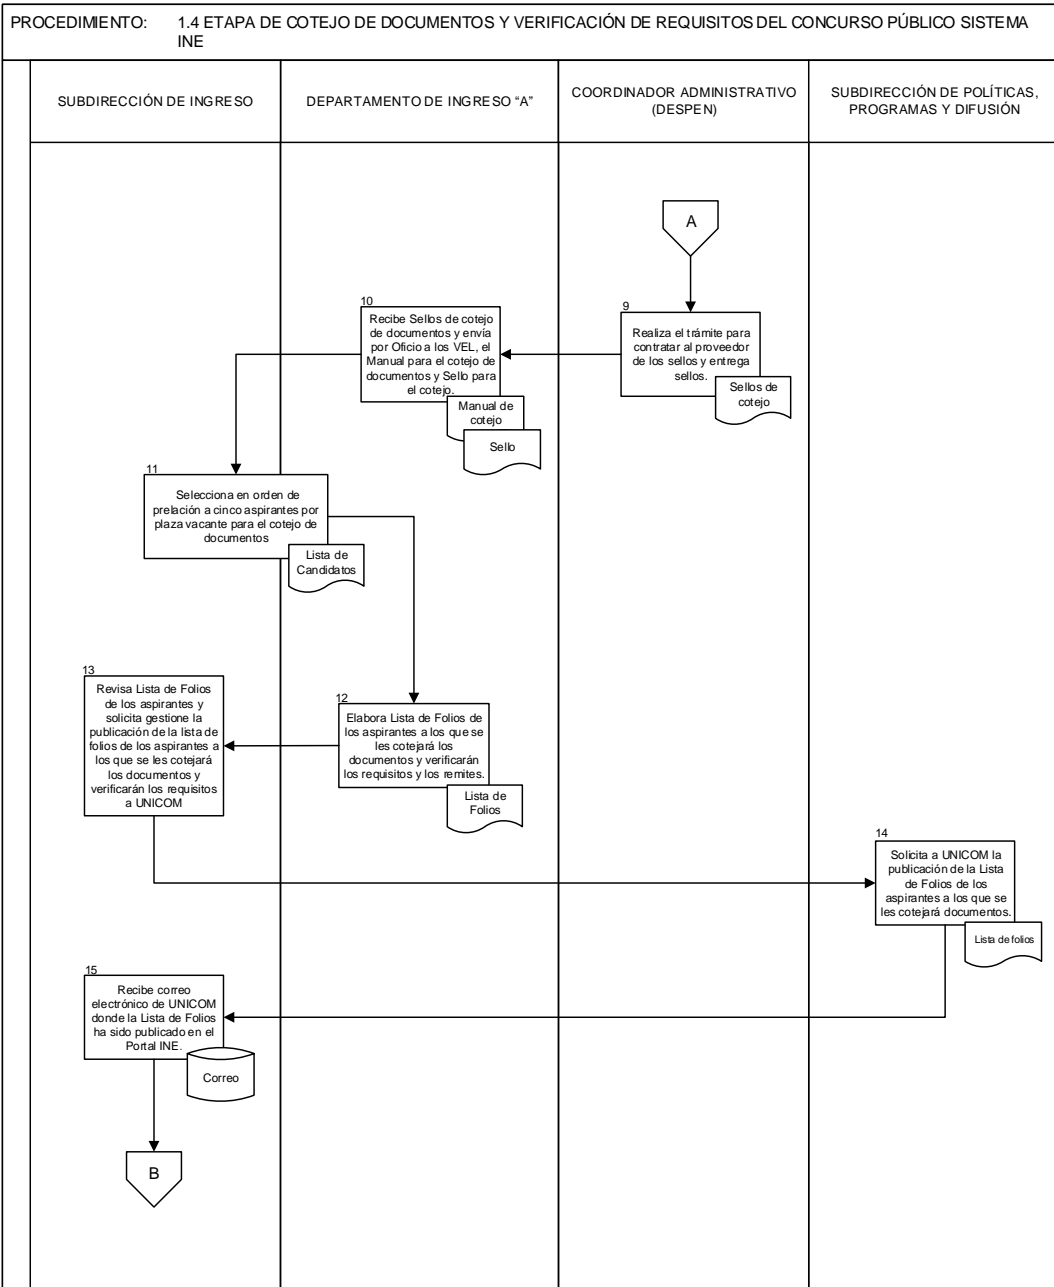 PROCEDIMIENTO: 1.4 ETAPA DE COTEJO DE DOCUMENTOS Y VERIFICACIÓN DE REQUISITOS DEL CONCURSO PÚBLICO SISTEMA
INE
SUBDIRECCIÓN DE INGRESO
DEPARTAMENTO DE INGRESO “A”
COORDINADOR ADMINISTRATIVO
(DESPEN)
SUBDIRECCIÓN DE POLÍTICAS,
PROGRAMAS Y DIFUSIÓN
A
9
Realiza el trámite para
contratar al proveedor
de los sellos y entrega
sellos.
Sellos de
cotejo
10
Recibe Sellos de cotejo
de documentos y envía
por Oficio a los VEL, el
Manual para el cotejo de
documentos y Sello para
el cotejo.
Manual de
cotejo
Sello
11
Selecciona en orden de
prelación a cinco aspirantes por
plaza vacante para el cotejo de
documentos
Lista de
Candidatos
12
Elabora Lista de Folios de
los aspirantes a los que se
les cotejará los
documentos y verificarán
los requisitos y los remites.
Lista de
Folios
13
Revisa Lista de Folios
de los aspirantes y
solicita gestione la
publicación de la lista de
folios de los aspirantes a
los que se les cotejará
los documentos y
verificarán los requisitos
a UNICOM
14
Solicita a UNICOM la
publicación de la Lista
de Folios de los
aspirantes a los que se
les cotejará documentos.
Lista de folios
15
Recibe correo
electrónico de UNICOM
donde la Lista de Folios
ha sido publicado en el
Portal INE.
Correo
B